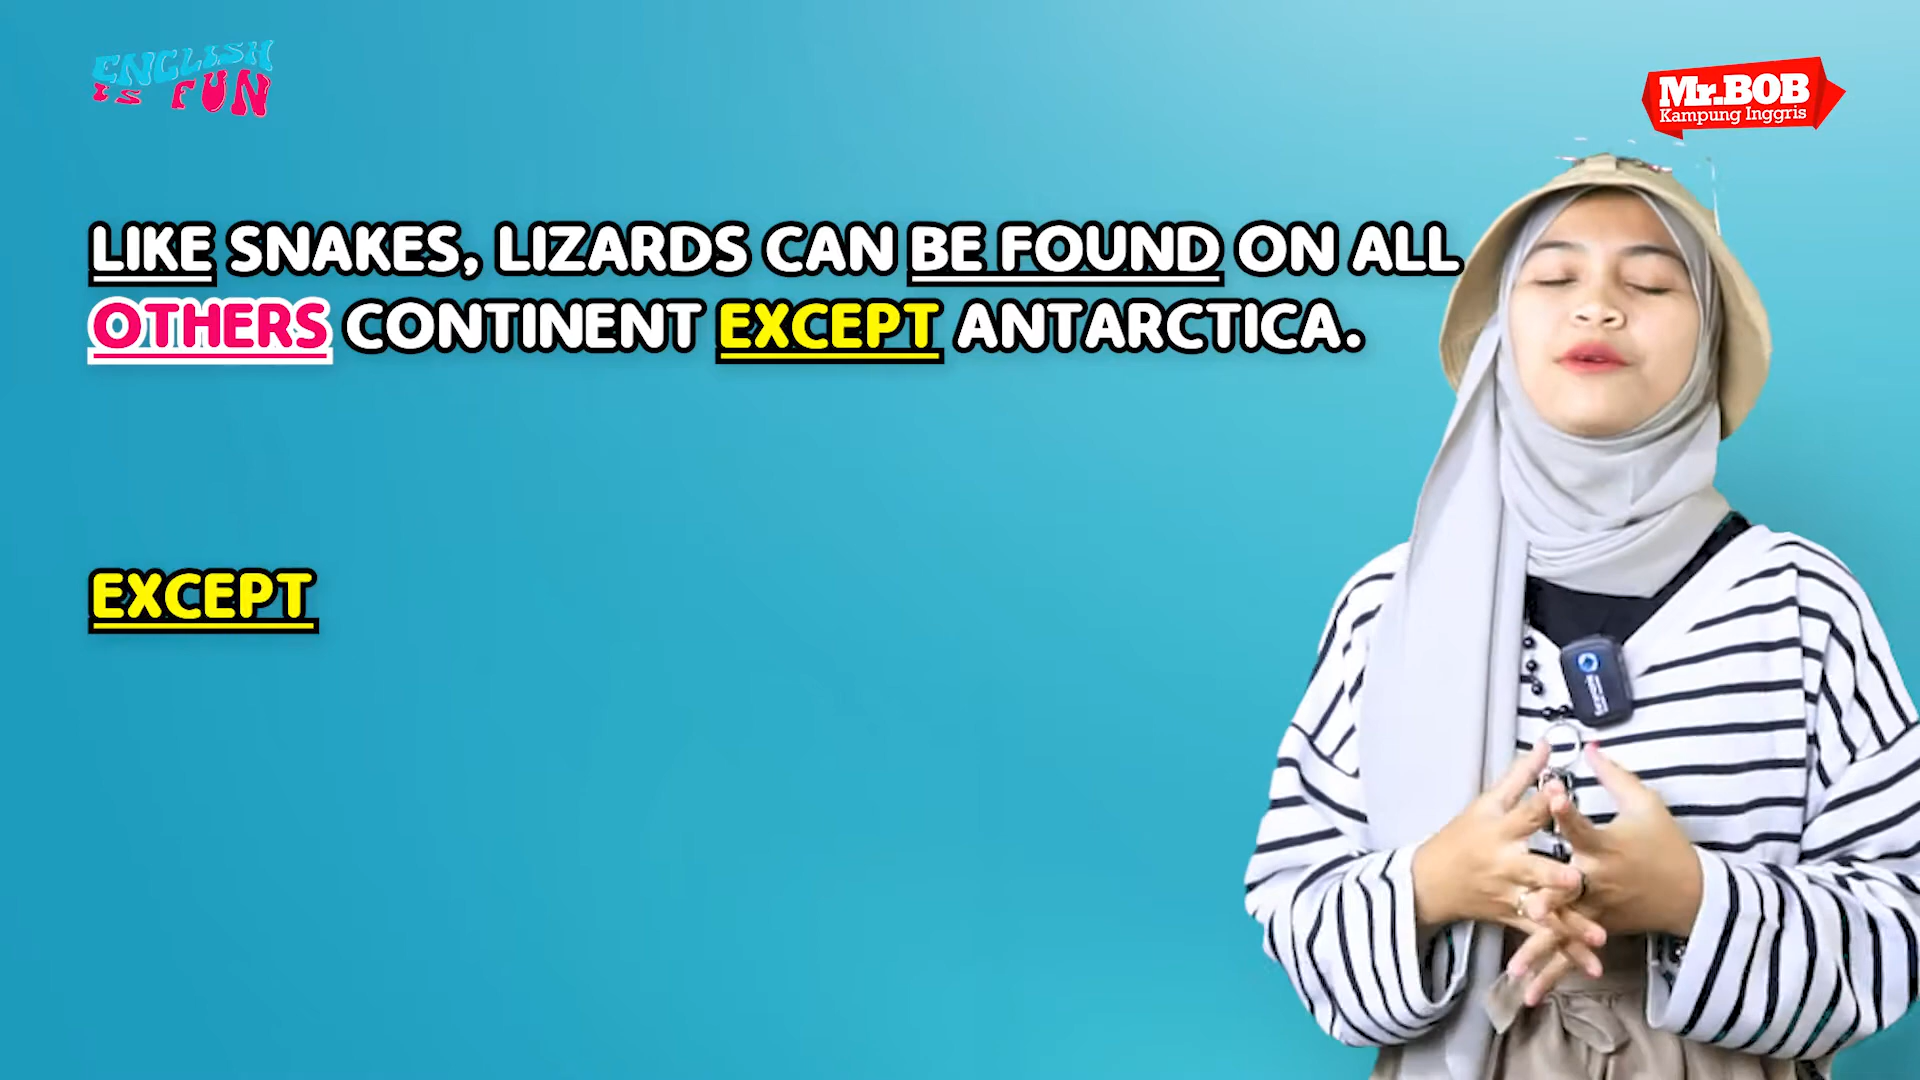 ENGLISH
IS FUN
Mr.BOB
Kampung Inggris
LIKE SNAKES, LIZARDS CAN BE FOUND ON ALL
OTHERS CONTINENT EXCEPT ANTARCTICA.
EXCEPT